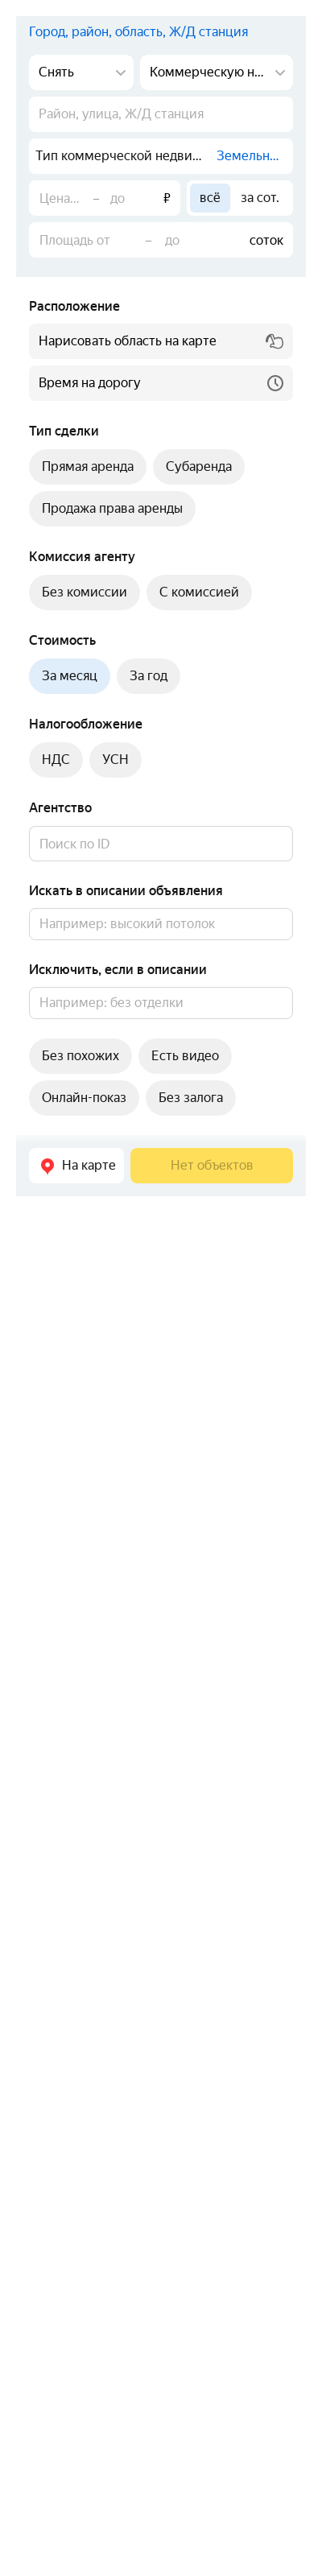 Город, район, область, Ж/Д станция
Снять Коммерческую н...
Район, улица, Ж/Д станция
Тип коммерческой недви... Земельн...
Цена... – до ₽ всё за сот.
Площадь от – до соток
Расположение
Нарисовать область на карте
Время на дорогу
Тип сделки
Прямая аренда Субаренда
Продажа права аренды
Комиссия агенту
Без комиссии С комиссией
Стоимость
За месяц За год
Налогообложение
НДС УСН
Агентство
Поиск по ID
Искать в описании объявления
Например: высокий потолок
Исключить, если в описании
Например: без отделки
Без похожих Есть видео
Онлайн-показ Без залога
На карте Нет объектов